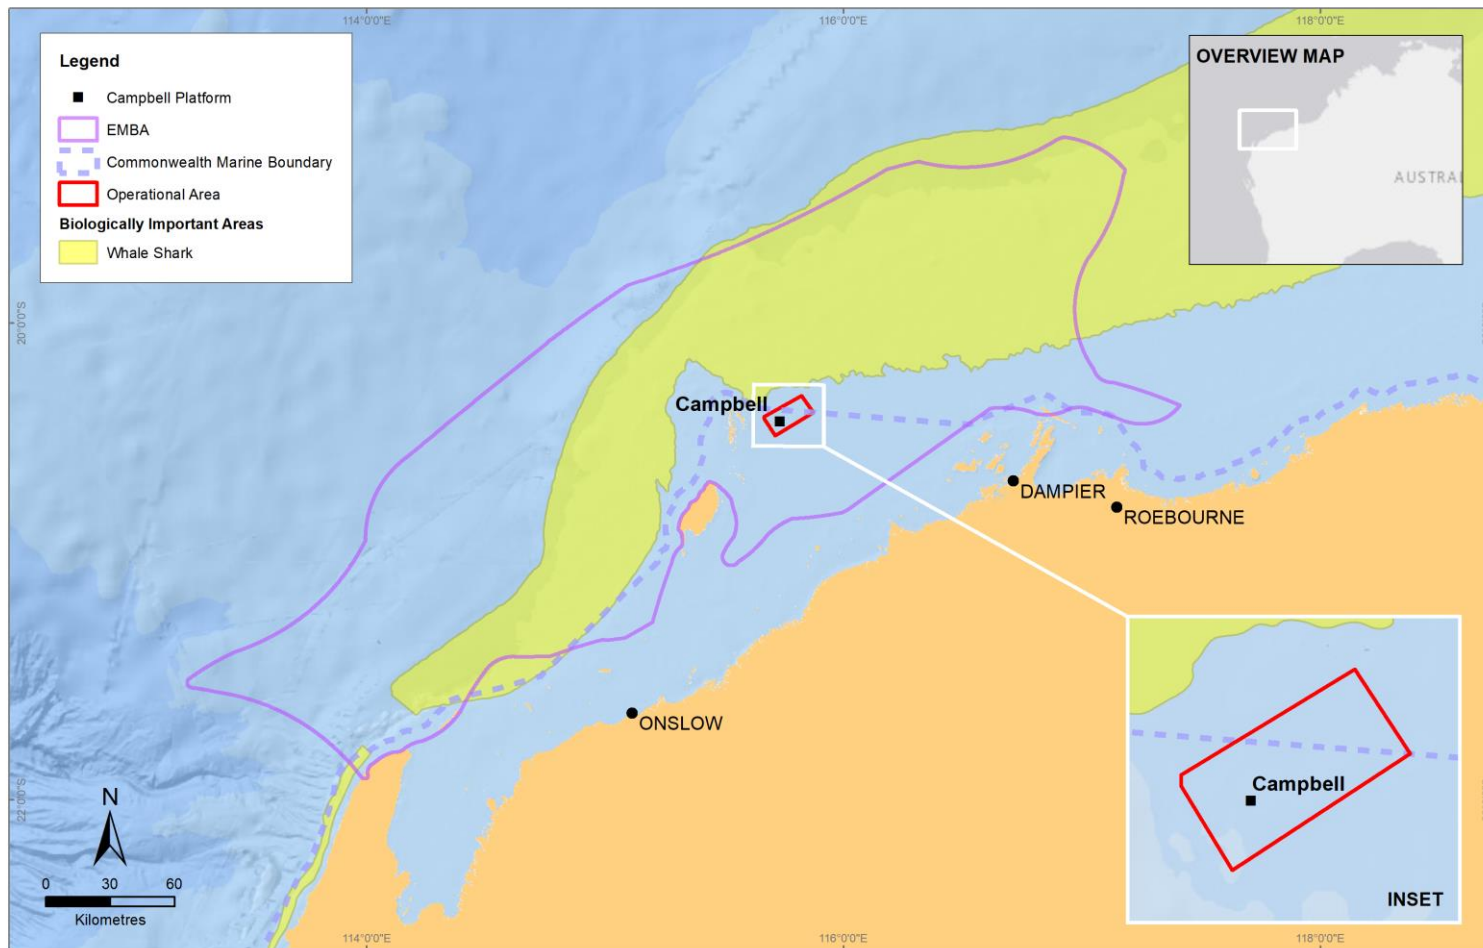 114°0'0"E
116°0'0"E
118°0'0"E
Legend
Campbell Platform
EMBA
Commonwealth Marine Boundary
Operational Area
Biologically Important Areas
Whale Shark
OVERVIEW MAP
AUSTRAL
20°0'0"S
Campbell
DAMPIER
ROEBOURNE
ONSLOW
22°0'0"S
N
0 30 60
Kilometres
Campbell
INSET
114°0'0"E
116°0'0"E
118°0'0"E